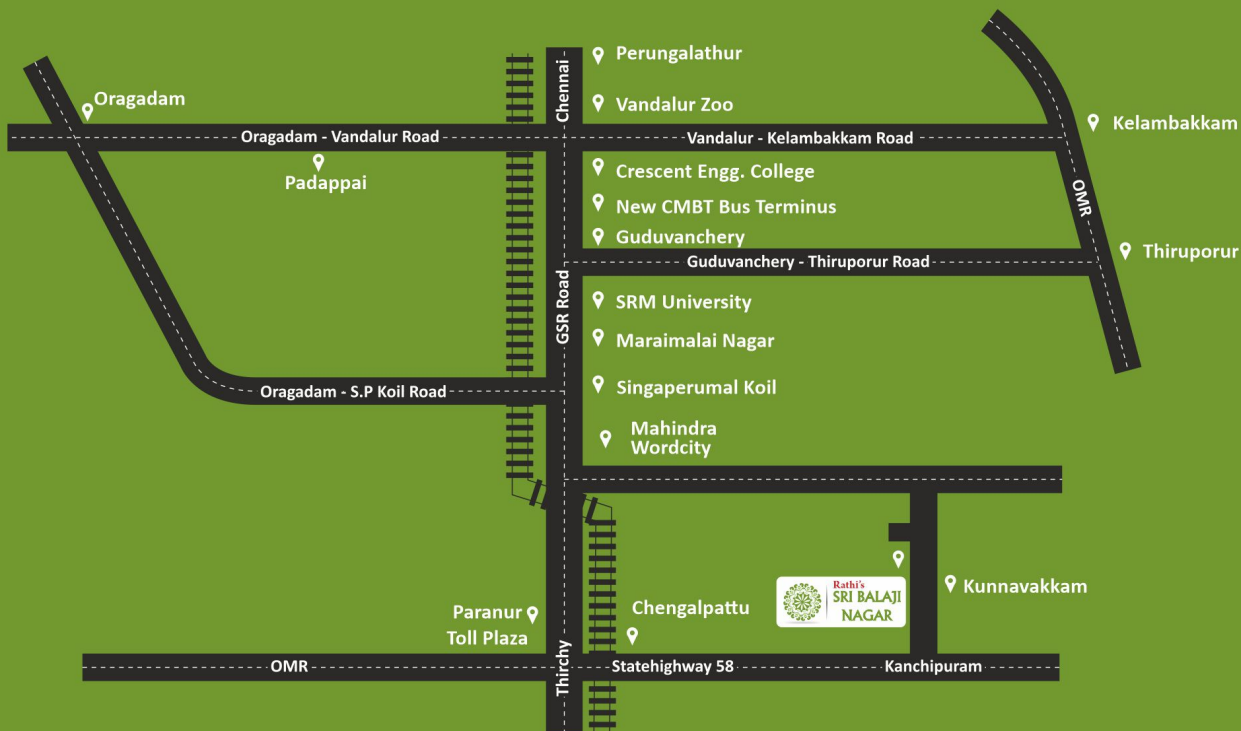 Perungalathur
Chennai
Oragadam
Vandalur Zoo
Kelambakkam
Oragadam - Vandalur Road
Vandalur - Kelambakkam Road
Padappai
Crescent Engg. College
New CMBT Bus Terminus
OMR
Guduvanchery
Thiruporur
Guduvanchery - Thiruporur Road
GSR Road
SRM University
Maraimalai Nagar
Singaperumal Koil
Oragadam - S.P Koil Road
Mahindra
Wordcity
Rathi's
SRI BALAJI
NAGAR
Kunnavakkam
Paranur
Toll Plaza
Chengalpattu
Thirchy
OMR
Statehighway 58
Kanchipuram